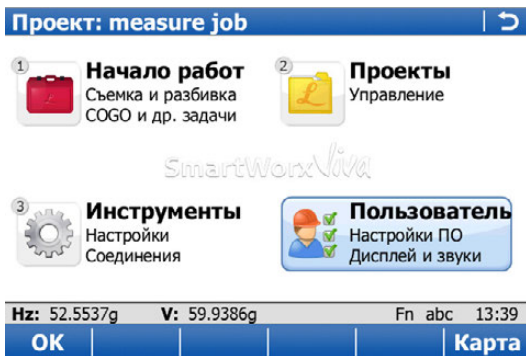 Проект: measure job
1
Начало работ
Съемка и разбивка
COGO и др. задачи
2
Проекты
Управление
SmartWorx Viva
3
Инструменты
Настройки
Соединения
Пользователь
Настройки ПО
Дисплей и звуки
Hz: 52.5537g V: 59.9386g Fn abc 13:39
OK Карта